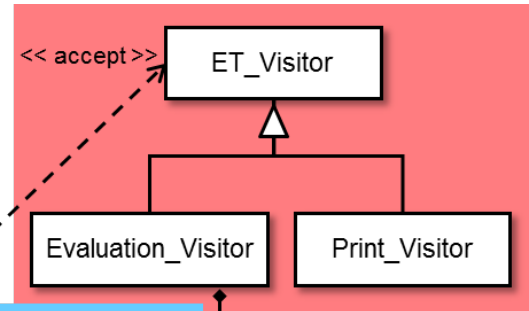 << accept >>
ET_Visitor
Evaluation_Visitor
Print_Visitor